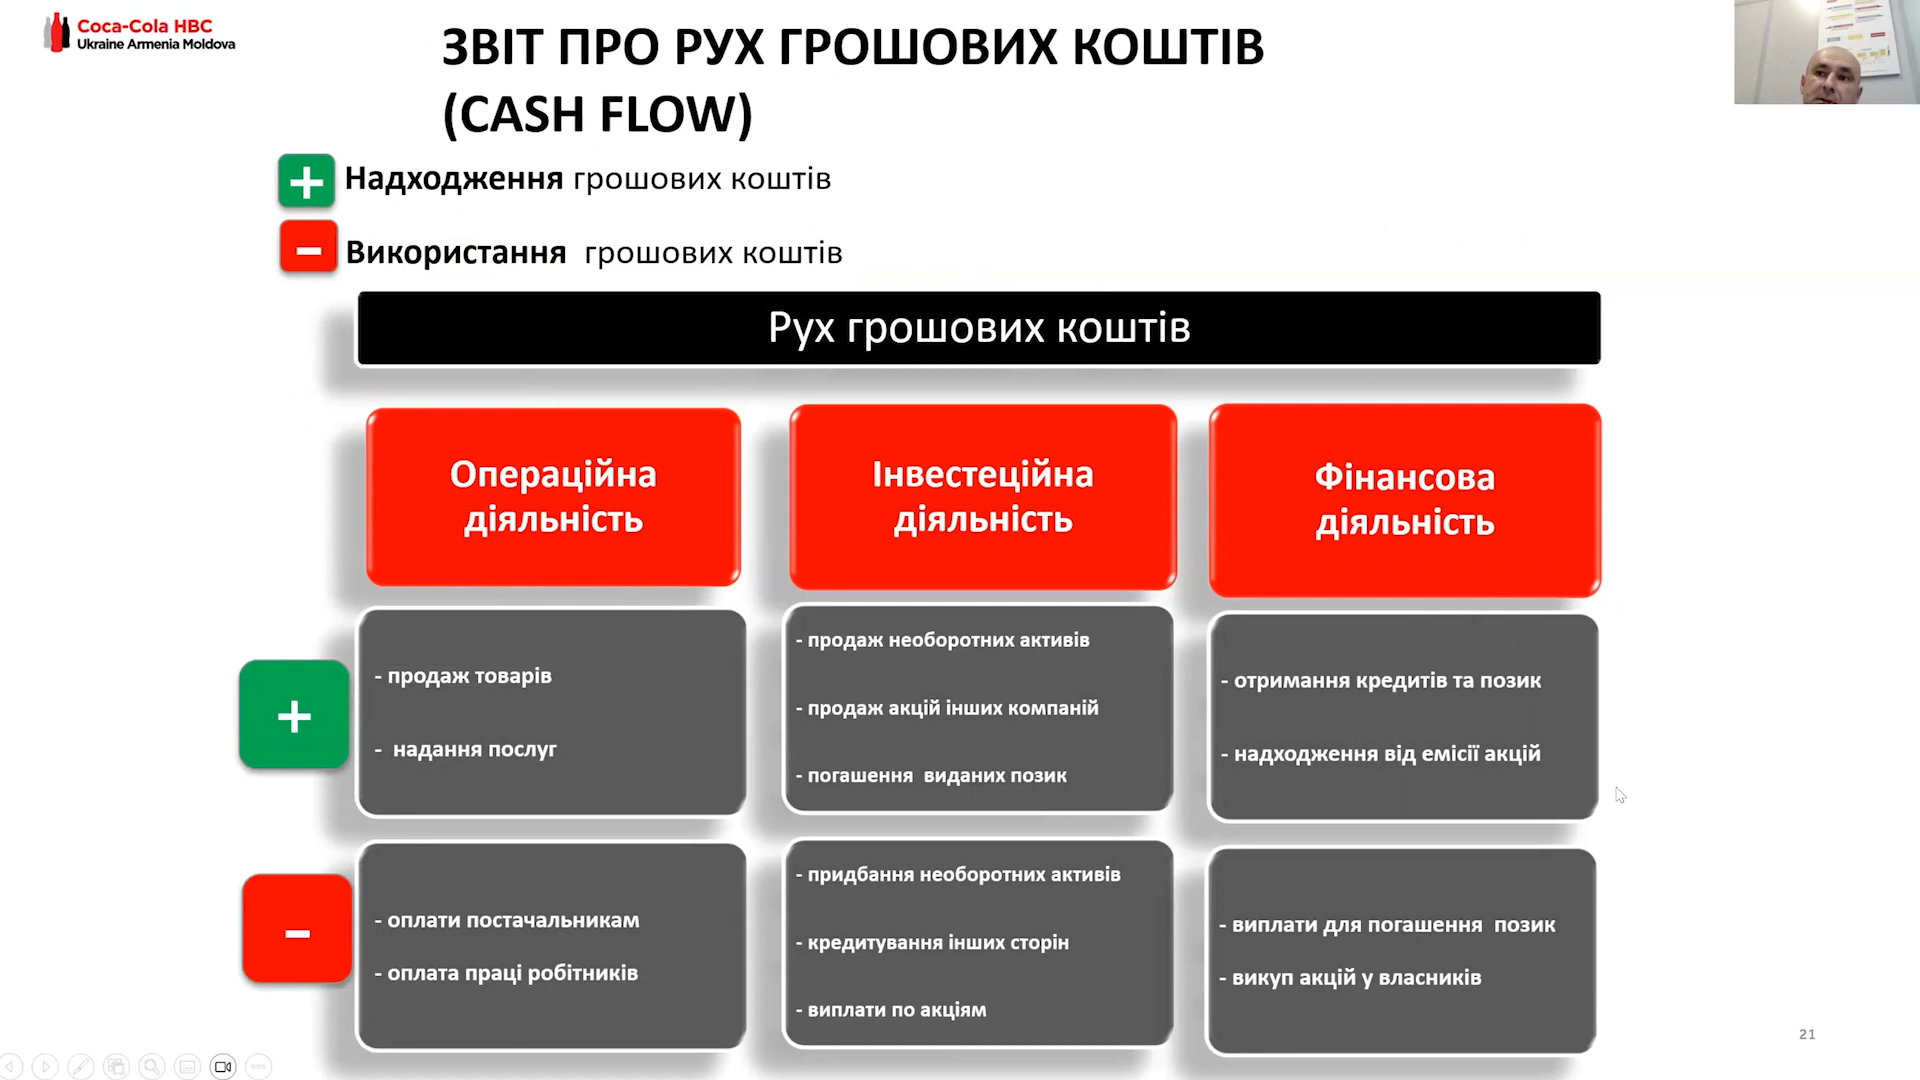 Coca-Cola HBC
Ukraine Armenia Moldova
ЗВІТ ПРО РУХ ГРОШОВИХ КОШТІВ
(CASH FLOW)
+ Надходження грошових коштів
- Використання грошових коштів
Рух грошових коштів
Операційна
діяльність
Інвестеційна
діяльність
Фінансова
діяльність
+
- продаж товарів
- надання послуг
- продаж необоротних активів
- продаж акцій інших компаній
- погашення виданих позик
- отримання кредитів та позик
- надходження від емісії акцій
-
- оплати постачальникам
- оплата праці робітників
- придбання необоротних активів
- кредитування інших сторін
- виплати по акціям
- виплати для погашення позик
- викуп акцій у власників
21